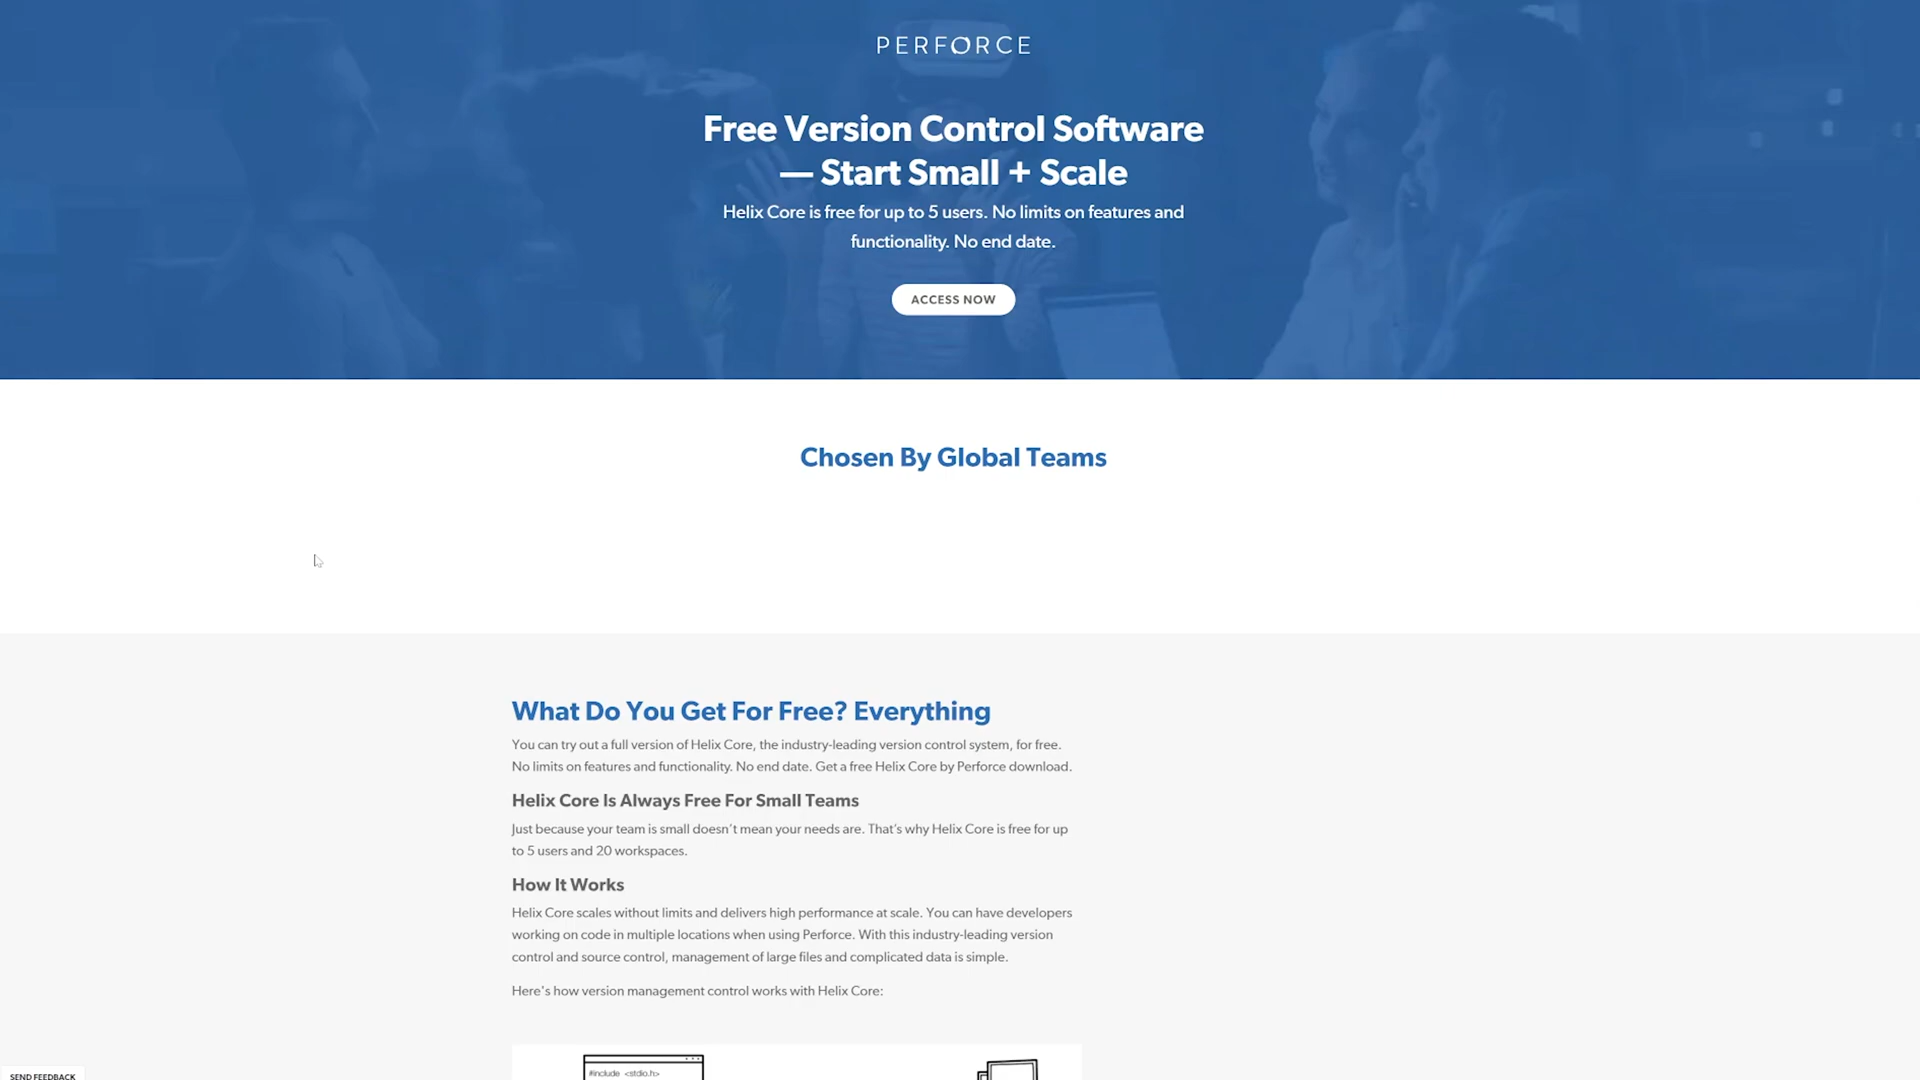 PERFORCE
Free Version Control Software
— Start Small + Scale
Helix Core is free for up to 5 users. No limits on features and
functionality. No end date.
ACCESS NOW
Chosen By Global Teams
What Do You Get For Free? Everything
You can try out a full version of Helix Core, the industry-leading version control system, for free.
No limits on features and functionality. No end date. Get a free Helix Core by Perforce download.
Helix Core Is Always Free For Small Teams
Just because your team is small doesn't mean your needs are. That's why Helix Core is free for up
to 5 users and 20 workspaces.
How It Works
Helix Core scales without limits and delivers high performance at scale. You can have developers
working on code in multiple locations when using Perforce. With this industry-leading version
control and source control, management of large files and complicated data is simple.
Here's how version management control works with Helix Core:
#include <stdio.h>
SEND FEEDBACK